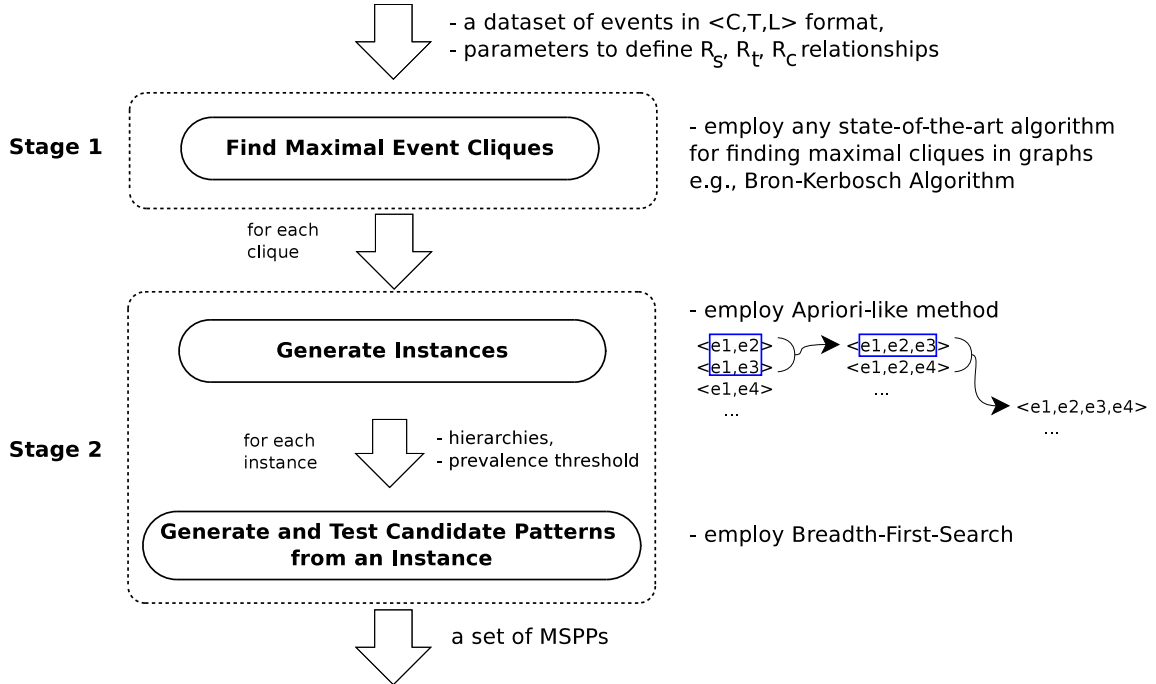 - a dataset of events in <C,T,L> format,
- parameters to define Rs, Rt, Rc relationships
Stage 1
Find Maximal Event Cliques
- employ any state-of-the-art algorithm
for finding maximal cliques in graphs
e.g., Bron-Kerbosch Algorithm
for each
clique
Stage 2
Generate Instances
- employ Apriori-like method
<e1,e2>
<e1,e3>
<e1,e4>
...
<e1,e2,e3>
<e1,e2,e4>
...
<e1,e2,e3,e4>
...
for each
instance
- hierarchies,
- prevalence threshold
Generate and Test Candidate Patterns
from an Instance
- employ Breadth-First-Search
a set of MSPPs